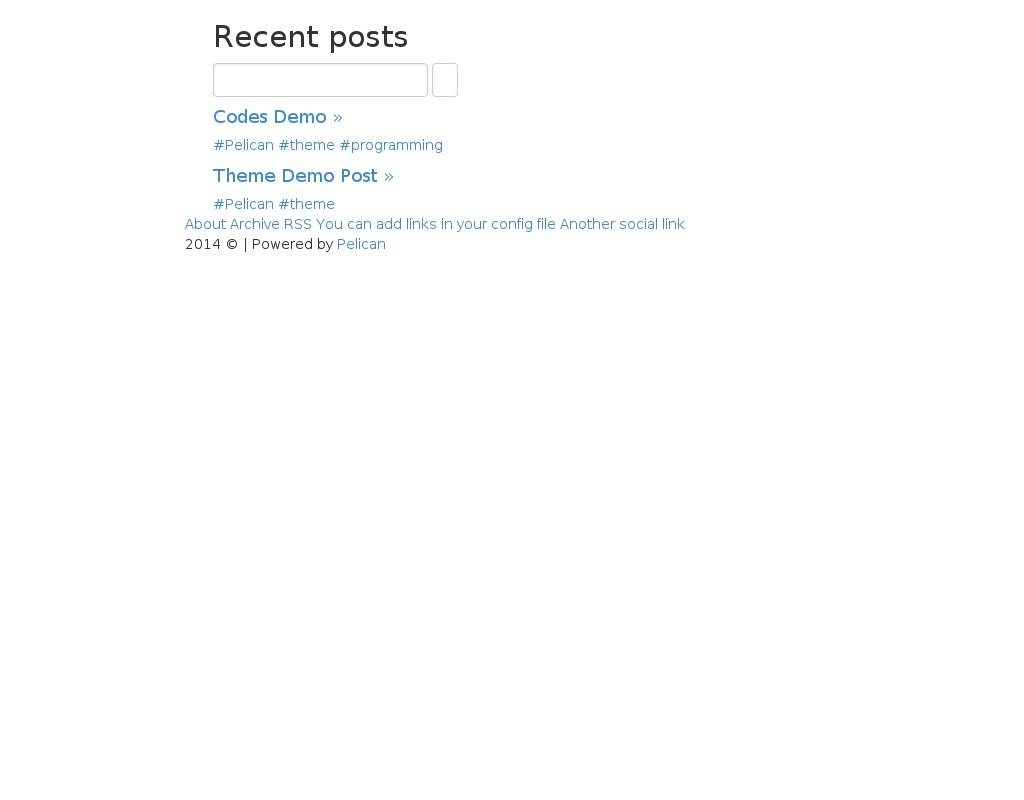 Recent posts
Codes Demo »
#Pelican #theme #programming
Theme Demo Post »
#Pelican #theme
About Archive RSS You can add links in your config file Another social link
2014 © | Powered by Pelican